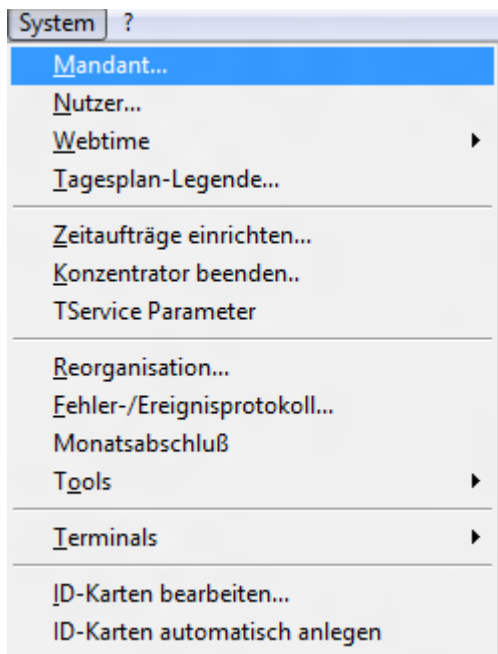 System ?
Mandant...
Nutzer...
Webtime
Tagesplan-Legende...
Zeitaufträge einrichten...
Konzentrator beenden..
TService Parameter
Reorganisation...
Fehler-/Ereignisprotokoll...
Monatsabschluß
Tools
Terminals
ID-Karten bearbeiten...
ID-Karten automatisch anlegen